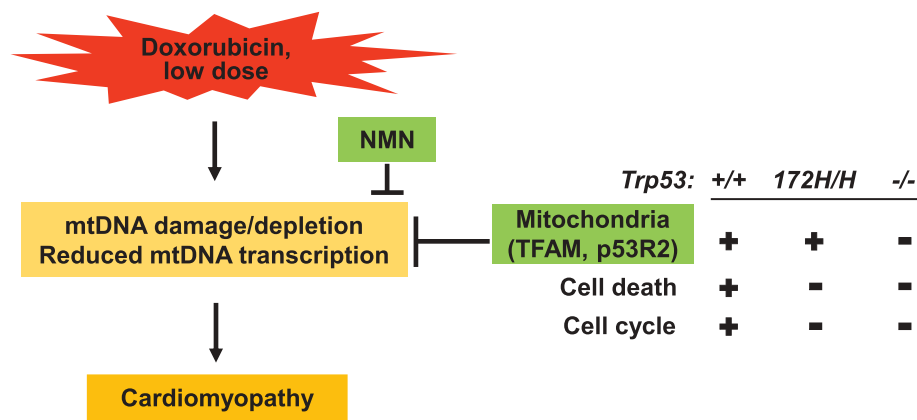 Doxorubicin,
low dose
NMN
Trp53: +/+ 172H/H -/-
mtDNA damage/depletion
Reduced mtDNA transcription
Mitochondria
(TFAM, p53R2) + + -
Cell death + - -
Cell cycle + - -
Cardiomyopathy